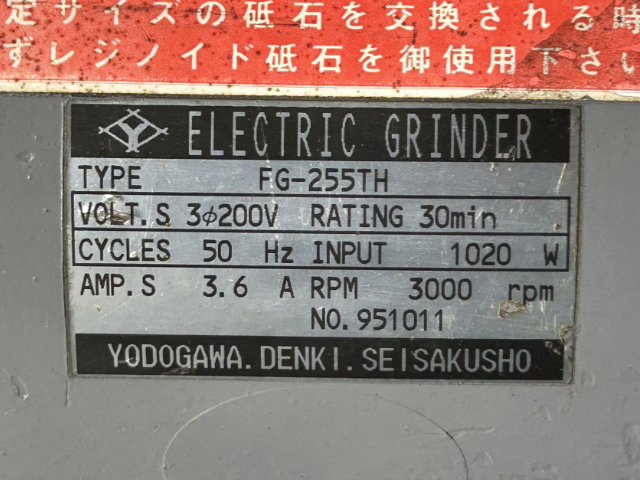 定サイズの砥石を交換される時
ずレジノイド砥石を御使用下さい
ELECTRIC GRINDER
TYPE FG-255TH
VOLT.S 3φ200V RATING 30min
CYCLES 50 Hz INPUT 1020 W
AMP.S 3.6 A RPM 3000 rpm
NO.951011
YODOGAWA.DENKI.SEISAKUSHO